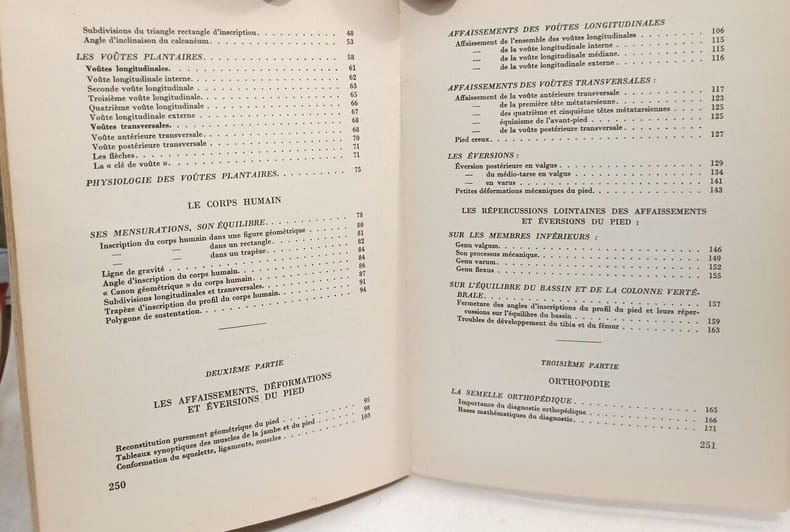 Subdivisions du triangle rectangle d'inscription. 48
Angle d'inclinaison du calcanéum. 53
LES VOÛTES PLANTAIRES. 58
Voûtes longitudinales. 61
Voûte longitudinale interne. 62
Seconde voûte longitudinale 63
Troisième voûte longitudinale. 65
Quatrième voûte longitudinale 66
Voûte longitudinale externe 67
Voûtes transversales. 68
Voûte antérieure transversale. 68
Voûte postérieure transversale 70
Les flèches. 71
La « clé de voûte ». 71
PHYSIOLOGIE DES VOÛTES PLANTAIRES. 75
LE CORPS HUMAIN
SES MENSURATIONS, SON ÉQUILIBRE. 78
Inscription du corps humain dans une figure géométrique 80
— — dans un rectangle. 81
— — dans un trapèze. 82
Ligne de gravité 84
Angle d'inscription du corps humain. 84
« Canon géométrique » du corps humain 86
Subdivisions longitudinales et transversales. 87
Trapèze d'inscription du profil du corps humain. 91
Polygone de sustentation. 94
DEUXIÈME PARTIE
LES AFFAISSEMENTS, DÉFORMATIONS
ET ÉVERSIONS DU PIED
Reconstitution purement géométrique du pied 95
Tableaux synoptiques des muscles de la jambe et du pied 98
Conformation du squelette, ligaments, muscles 103
250
AFFAISSEMENTS DES VOÛTES LONGITUDINALES 106
Affaissement de l'ensemble des voûtes longitudinales 115
— de la voûte longitudinale interne 115
— de la voûte longitudinale médiane. 116
— de la voûte longitudinale externe
AFFAISSEMENTS DES VOÛTES TRANSVERSALES :
Affaissement de la voûte antérieure transversale 117
— de la première tête métatarsienne. 123
— des quatrième et cinquième têtes métatarsiennes 125
— équinisme de l'avant-pied 125
— de la voûte postérieure transversale
Pied creux. 127
LES ÉVERSIONS :
Éversion postérieure en valgus 129
— du médio-tarse en valgus 134
— en varus 141
Petites déformations mécaniques du pied. 143
LES RÉPERCUSSIONS LOINTAINES DES AFFAISSEMENTS
ET ÉVERSIONS DU PIED :
SUR LES MEMBRES INFÉRIEURS :
Genu valgum. 146
Son processus mécanique. 149
Genu varum. 152
Genu flexus 155
SUR L'ÉQUILIBRE DU BASSIN ET DE LA COLONNE VERTÉ-
BRALE. 157
Fermeture des angles d'inscriptions du profil du pied et leurs réper-
cussions sur l'équilibre du bassin 159
Troubles de développement du tibia et du fémur 163
TROISIÈME PARTIE
ORTHOPODIE
LA SEMELLE ORTHOPÉDIQUE. 165
Importance du diagnostic orthopédique 166
Bases mathématiques du diagnostic. 171
251